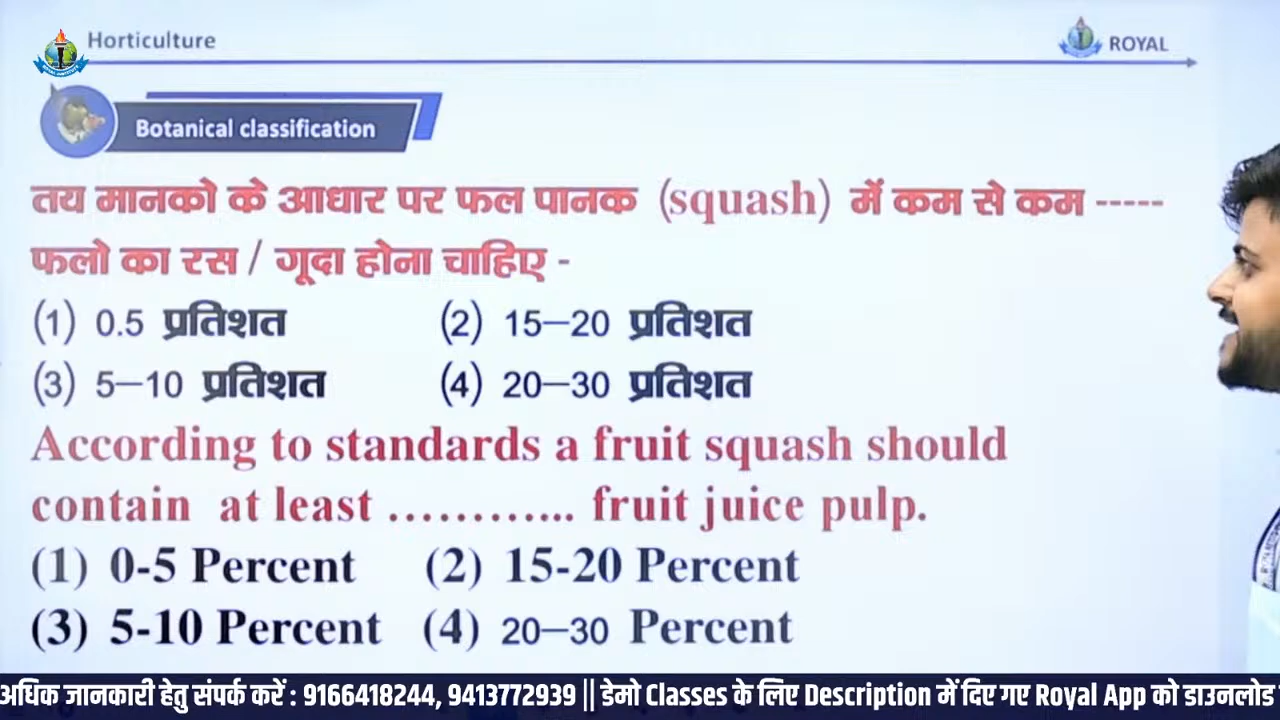 Horticulture
ROYAL
Botanical classification
तय मानको के आधार पर फल पानक (squash) में कम से कम -----
फलो का रस / गूदा होना चाहिए -
(1) 0.5 प्रतिशत (2) 15–20 प्रतिशत
(3) 5–10 प्रतिशत (4) 20–30 प्रतिशत
According to standards a fruit squash should
contain at least ………... fruit juice pulp.
(1) 0-5 Percent (2) 15-20 Percent
(3) 5-10 Percent (4) 20–30 Percent
अधिक जानकारी हेतु संपर्क करें : 9166418244, 9413772939 || डेमो Classes के लिए Description में दिए गए Royal App को डाउनलोड